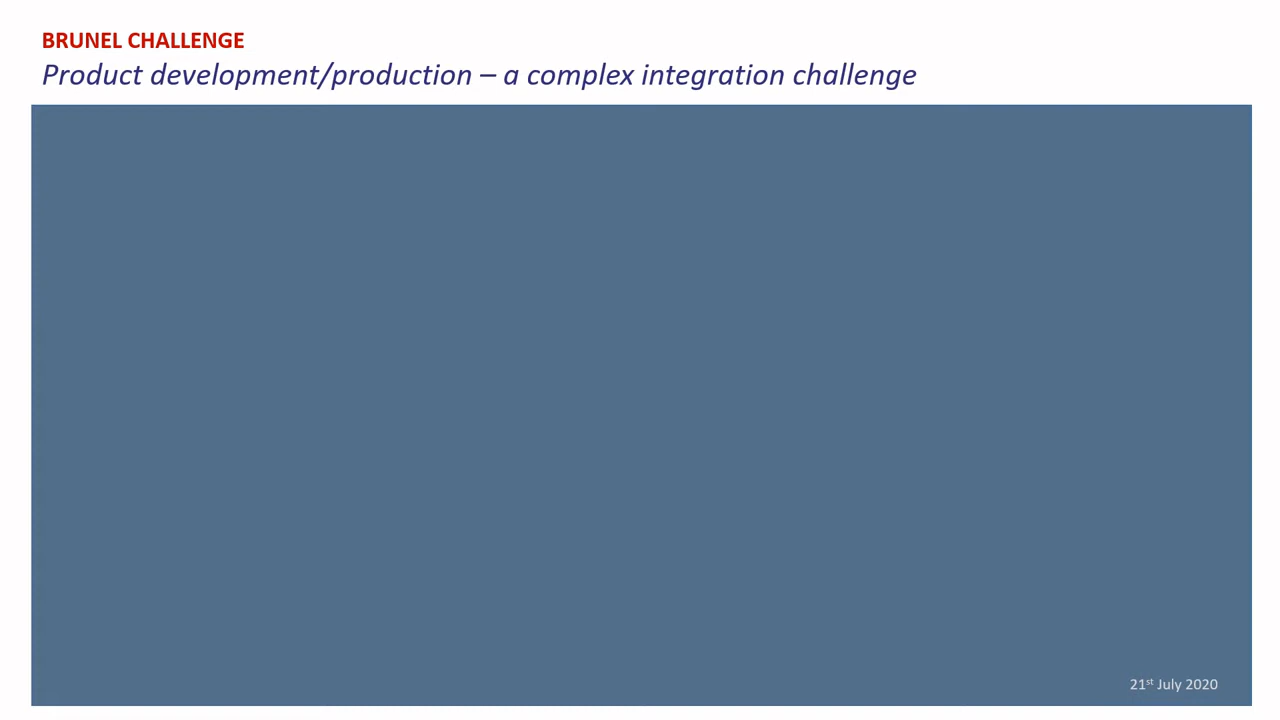 BRUNEL CHALLENGE
Product development/production – a complex integration challenge
21st July 2020